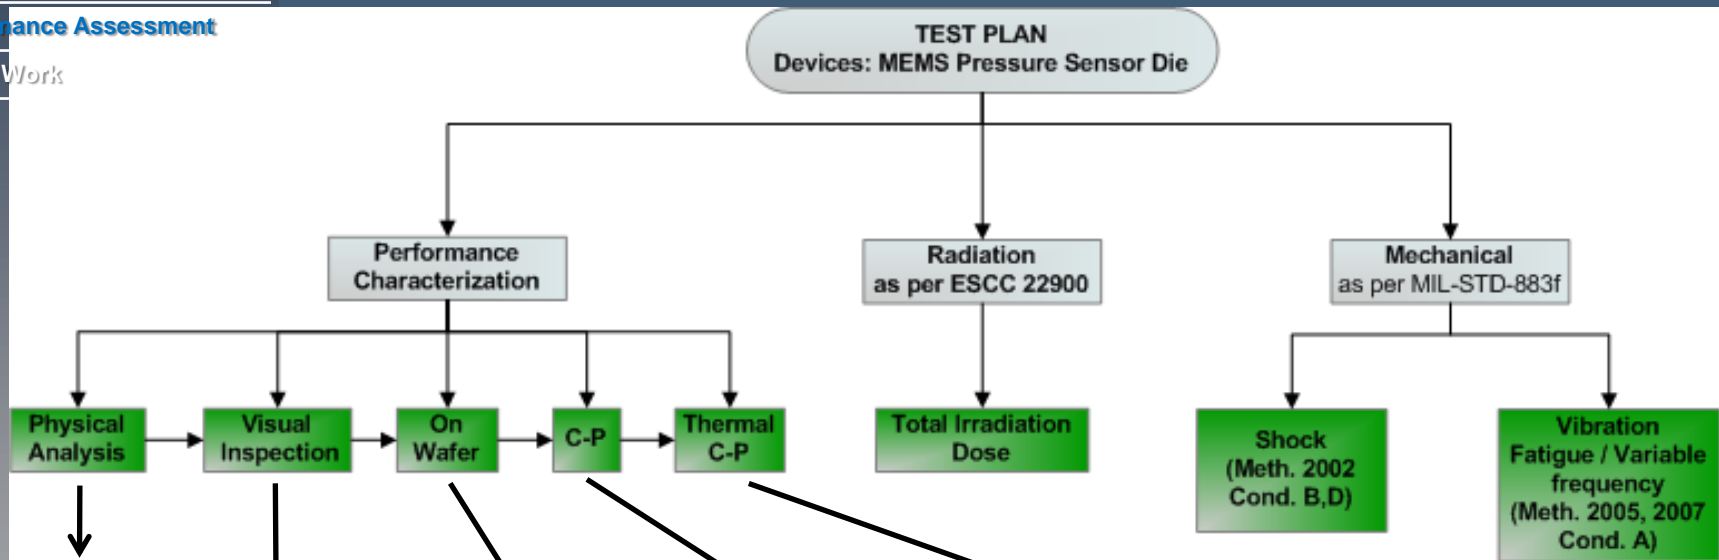 Assessment
Work
TEST PLAN
Devices: MEMS Pressure Sensor Die
Performance
Characterization
Radiation
as per ESCC 22900
Mechanical
as per MIL-STD-883f
Physical
Analysis
Visual
Inspection
On
Wafer
C-P
Thermal
C-P
Total Irradiation
Dose
Shock
(Meth. 2002
Cond. B,D)
Vibration
Fatigue / Variable
frequency
(Meth. 2005, 2007
Cond. A)